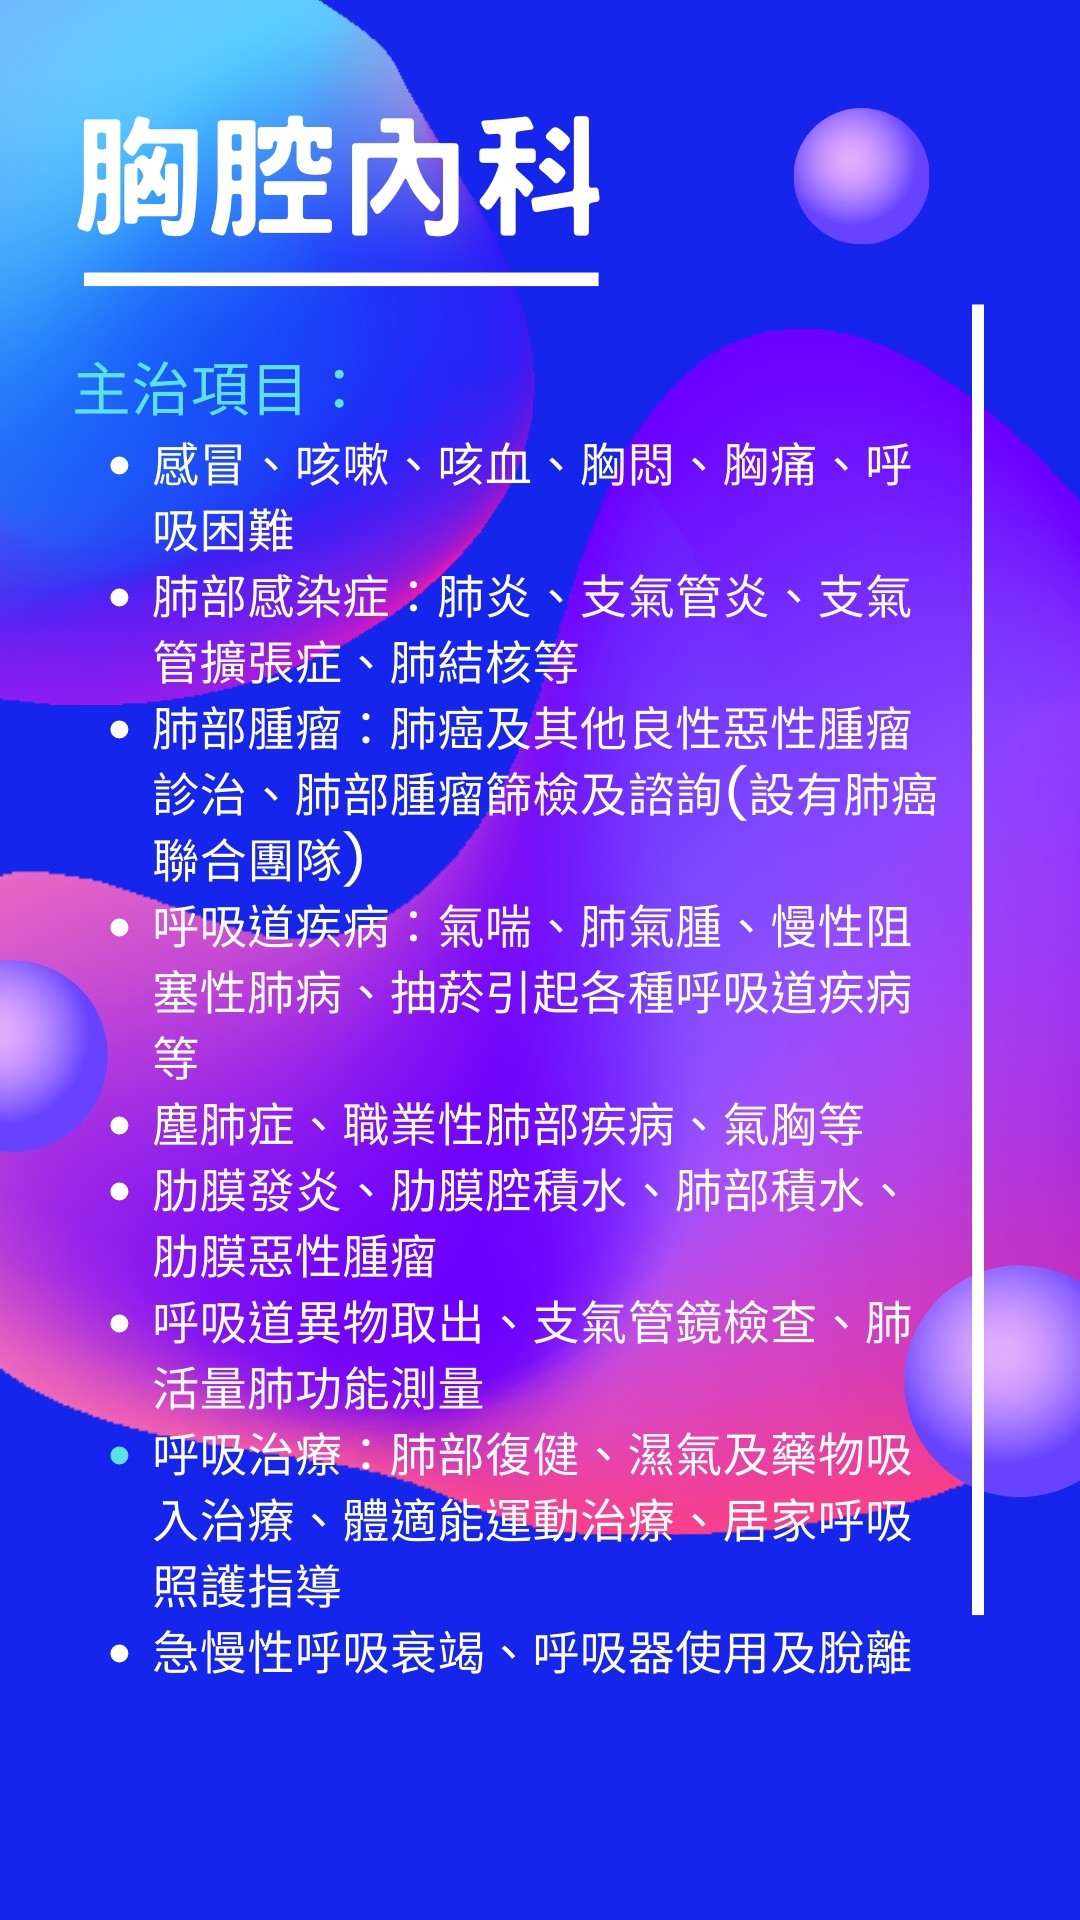 胸腔內科
主治項目：
• 感冒、咳嗽、咳血、胸悶、胸痛、呼
吸困難
• 肺部感染症：肺炎、支氣管炎、支氣
管擴張症、肺結核等
• 肺部腫瘤：肺癌及其他良性惡性腫瘤
診治、肺部腫瘤篩檢及諮詢(設有肺癌
聯合團隊)
• 呼吸道疾病：氣喘、肺氣腫、慢性阻
塞性肺病、抽菸引起各種呼吸道疾病
等
• 塵肺症、職業性肺部疾病、氣胸等
• 肋膜發炎、肋膜腔積水、肺部積水、
肋膜惡性腫瘤
• 呼吸道異物取出、支氣管鏡檢查、肺
活量肺功能測量
• 呼吸治療：肺部復健、濕氣及藥物吸
入治療、體適能運動治療、居家呼吸
照護指導
• 急慢性呼吸衰竭、呼吸器使用及脫離